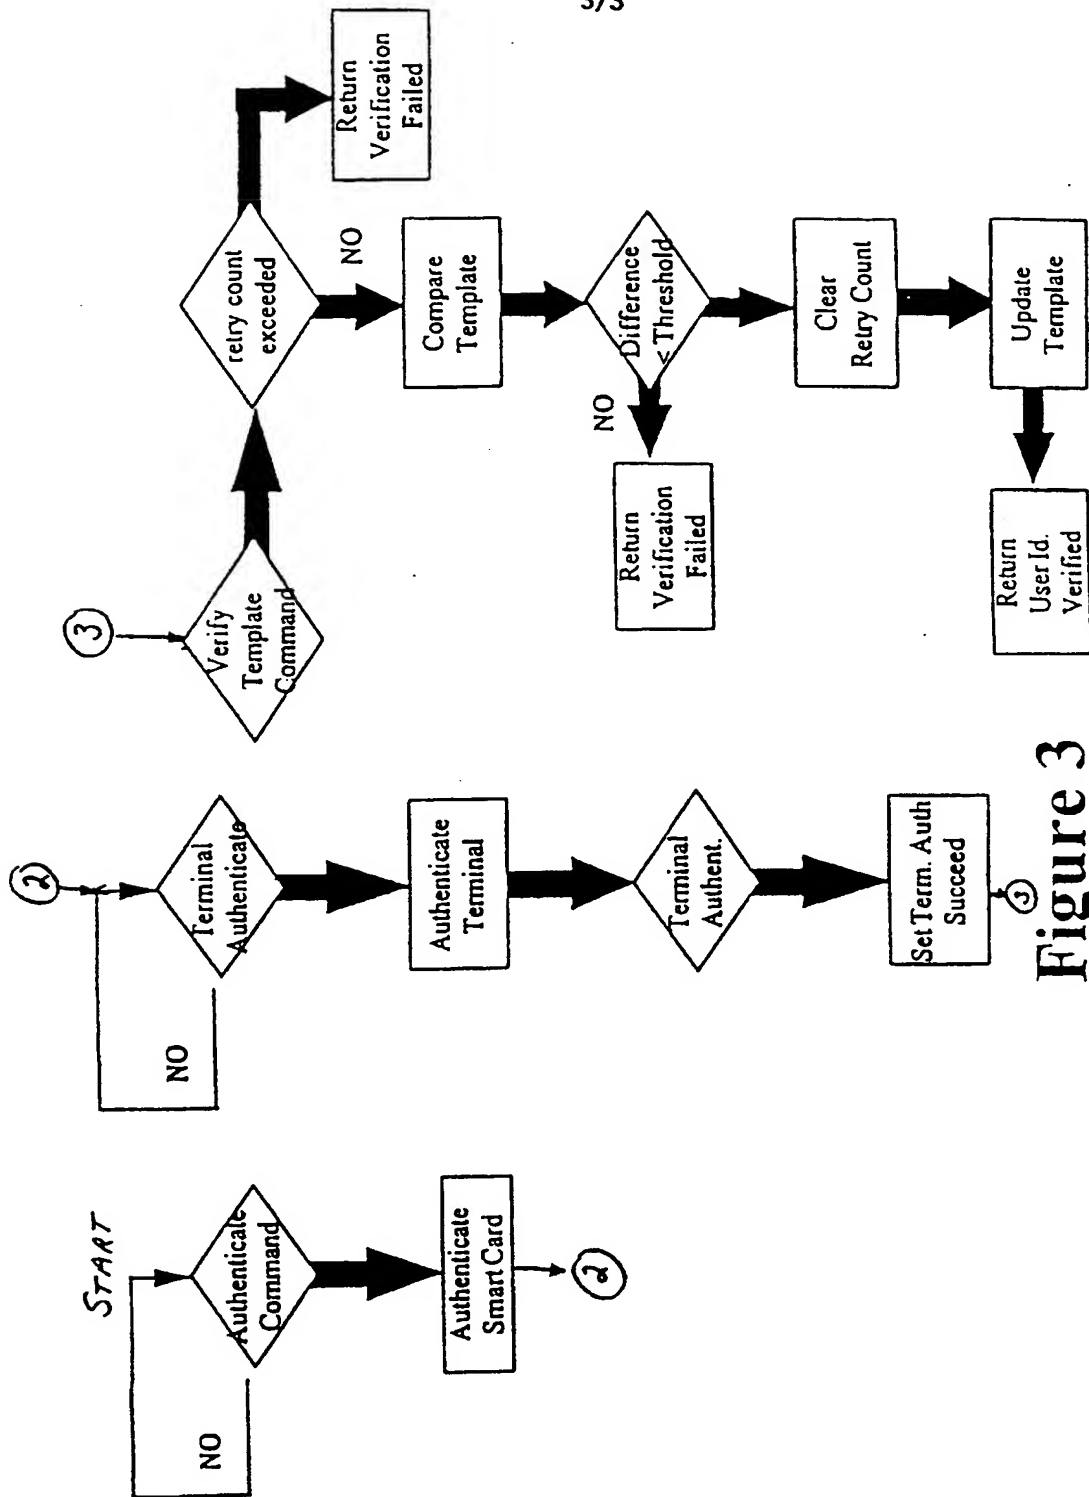 3/3
START
NO
Authenticate
Command
Authenticate
Smart Card
2
2
NO
Terminal
Authenticate
Authenticate
Terminal
Terminal
Authent.
Set Term. Auth
Succeed
3
3
Verify
Template
Command
retry count
exceeded
Return
Verification
Failed
NO
Compare
Template
Difference
< Threshold
NO
Return
Verification
Failed
Clear
Retry Count
Update
Template
Return
User Id.
Verified
Figure 3